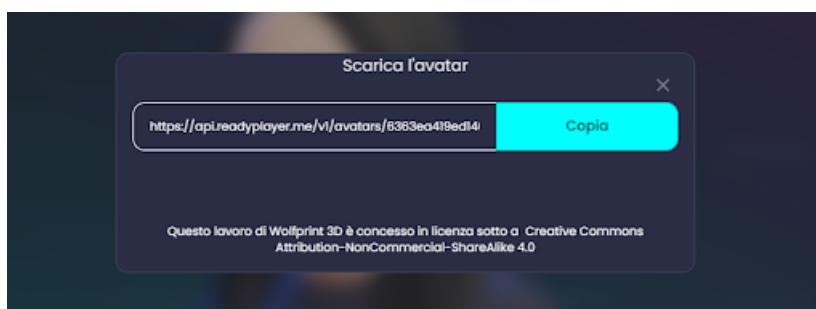 Scarica l'avatar
https://api.readyplayer.me/v1/avatars/6363ea419ed14
Copia
Questo lavoro di Wolfprint 3D è concesso in licenza sotto a Creative Commons
Attribution-NonCommercial-ShareAlike 4.0